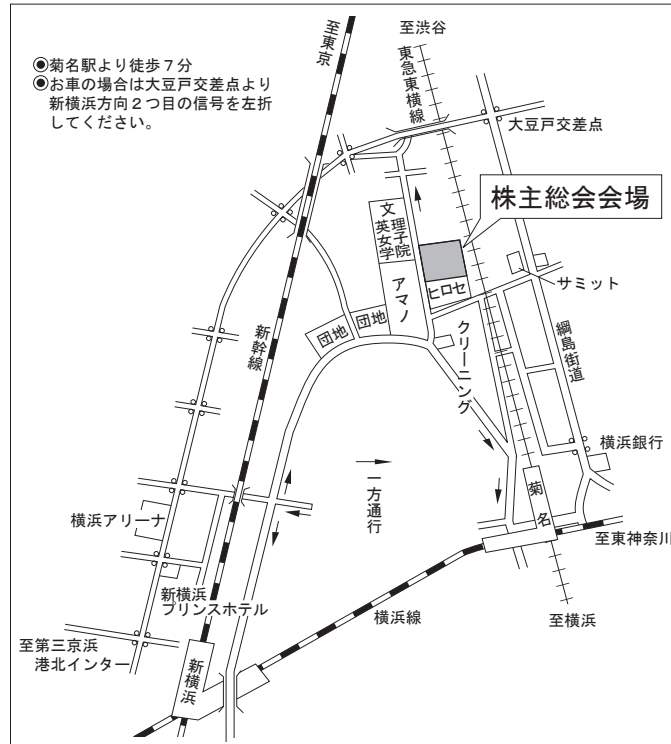 ◉菊名駅より徒歩７分
◉お車の場合は大豆戸交差点より
新横浜方向２つ目の信号を左折
してください。
至東京
至渋谷
東急東横線
大豆戸交差点
株主総会会場
英女学
文理子院
アマノ
ヒロセ
サミット
団地
団地
クリーニング
新幹線
綱島街道
横浜銀行
一方通行
菊名
横浜アリーナ
至東神奈川
新横浜
プリンスホテル
横浜線
至横浜
至第三京浜
港北インター
新横浜